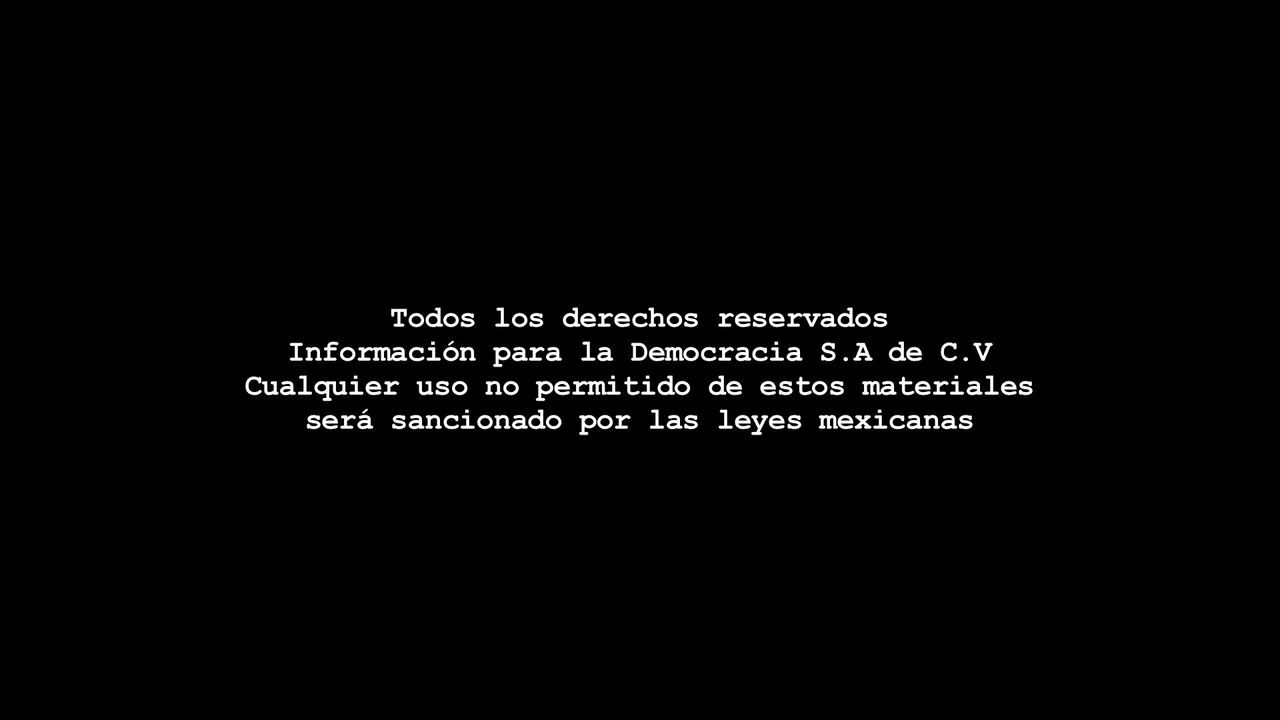 Todos los derechos reservados
Información para la Democracia S.A de C.V
Cualquier uso no permitido de estos materiales
será sancionado por las leyes mexicanas